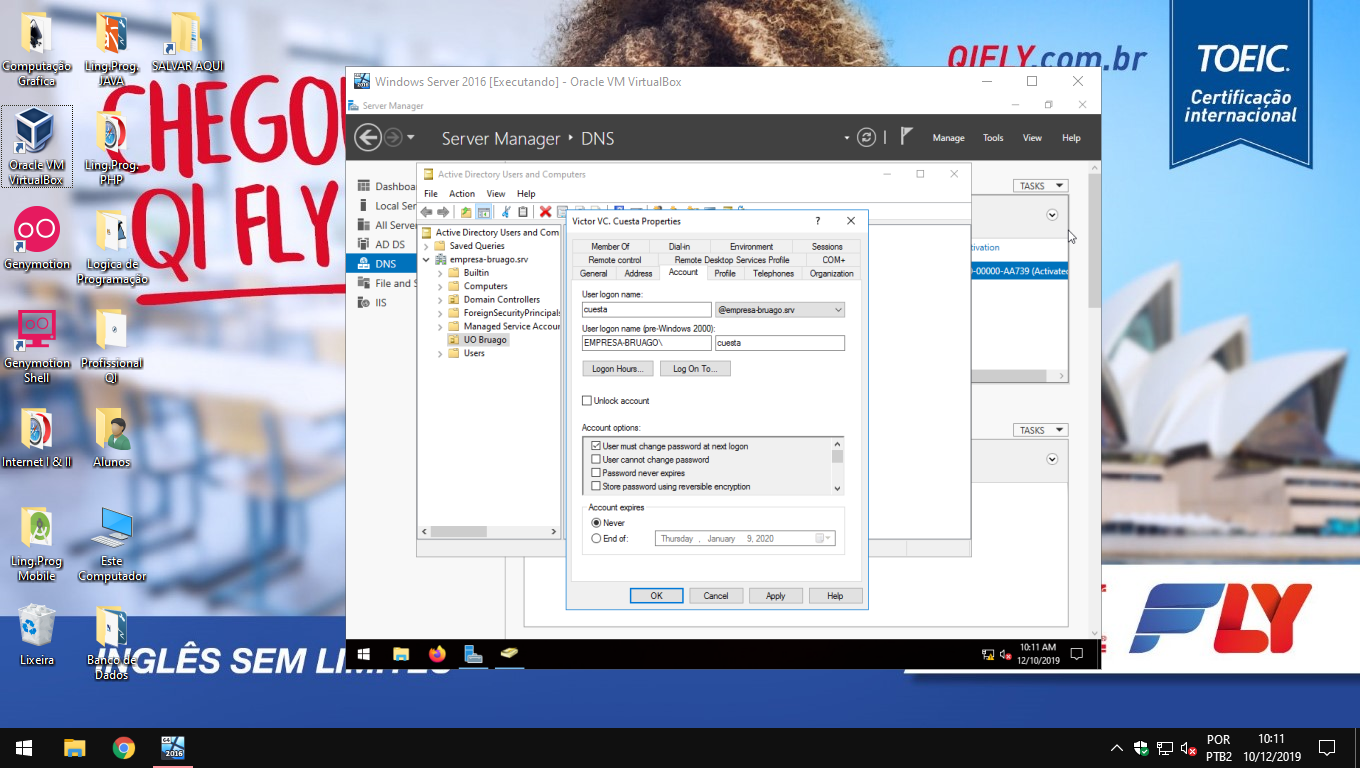 Computação
Gráfica
Ling.Prog.
JAVA
SALVAR AQUI
Oracle VM
VirtualBox
Ling.Prog.
PHP
Genymotion
Logica de
Programação
Genymotion
Shell
Profissional
QI
Internet I & II
Alunos
Ling.Prog
Mobile
Este
Computador
Lixeira
Banco de
Dados
CHEGOU
QI FLY
INGLÊS SEM LIMITES
QIFLY.com.br
TOEIC.
Certificação
internacional
FLY
Windows Server 2016 [Executando] - Oracle VM VirtualBox
Server Manager
Server Manager ‣ DNS
Manage
Tools
View
Help
Dashboa
Local Ser
All Server
AD DS
DNS
File and S
IIS
TASKS
tivation
0-00000-AA739 (Activated
TASKS
Active Directory Users and Computers
File
Action
View
Help
Active Directory Users and Com
Saved Queries
empresa-bruago.srv
Builtin
Computers
Domain Controllers
ForeignSecurityPrincipals
Managed Service Accour
UO Bruago
Users
Victor VC. Cuesta Properties
?
Member Of
Dial-in
Environment
Sessions
Remote control
Remote Desktop Services Profile
COM+
General
Address
Account
Profile
Telephones
Organization
User logon name:
cuesta
@empresa-bruago.srv
User logon name (pre-Windows 2000):
EMPRESA-BRUAGO\
cuesta
Logon Hours...
Log On To...
Unlock account
Account options:
User must change password at next logon
User cannot change password
Password never expires
Store password using reversible encryption
Account expires
Never
End of:
Thursday , January 9, 2020
OK
Cancel
Apply
Help
10:11 AM
12/10/2019
2016
POR
PTB2
10:11
10/12/2019